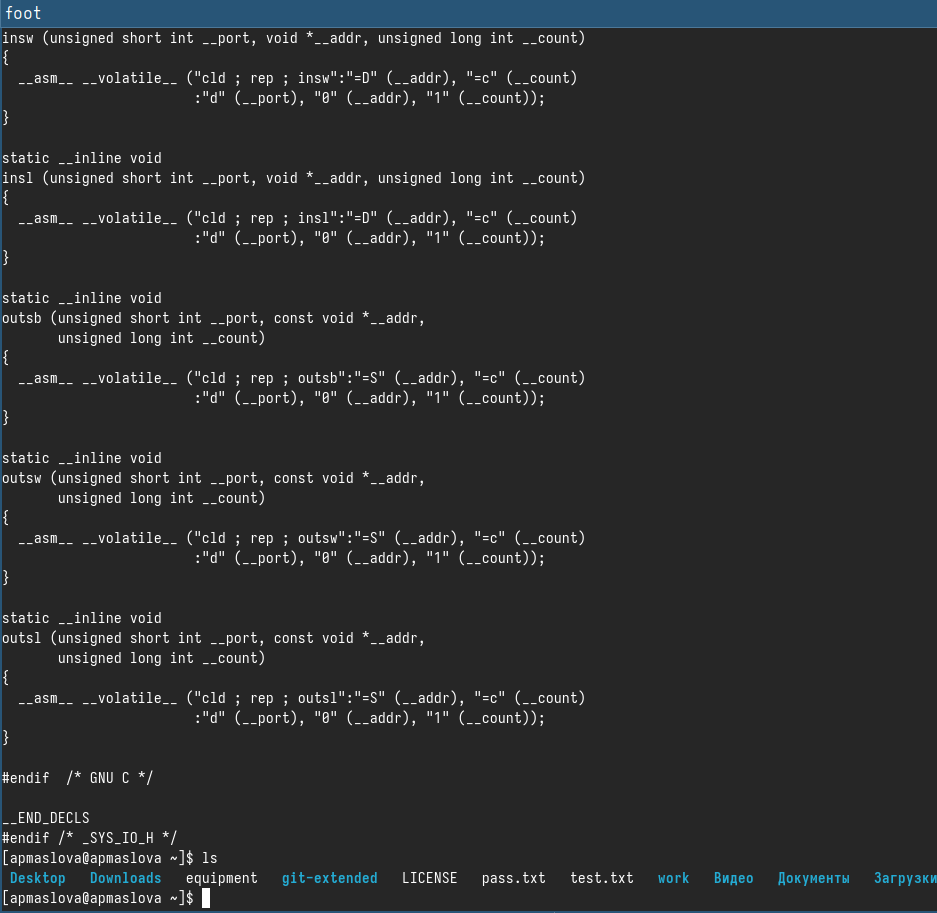 foot
insw (unsigned short int __port, void *__addr, unsigned long int __count)
{
  __asm__ __volatile__ ("cld ; rep ; insw":"=D" (__addr), "=c" (__count)
                        :"d" (__port), "0" (__addr), "1" (__count));
}

static __inline void
insl (unsigned short int __port, void *__addr, unsigned long int __count)
{
  __asm__ __volatile__ ("cld ; rep ; insl":"=D" (__addr), "=c" (__count)
                        :"d" (__port), "0" (__addr), "1" (__count));
}

static __inline void
outsb (unsigned short int __port, const void *__addr,
       unsigned long int __count)
{
  __asm__ __volatile__ ("cld ; rep ; outsb":"=S" (__addr), "=c" (__count)
                        :"d" (__port), "0" (__addr), "1" (__count));
}

static __inline void
outsw (unsigned short int __port, const void *__addr,
       unsigned long int __count)
{
  __asm__ __volatile__ ("cld ; rep ; outsw":"=S" (__addr), "=c" (__count)
                        :"d" (__port), "0" (__addr), "1" (__count));
}

static __inline void
outsl (unsigned short int __port, const void *__addr,
       unsigned long int __count)
{
  __asm__ __volatile__ ("cld ; rep ; outsl":"=S" (__addr), "=c" (__count)
                        :"d" (__port), "0" (__addr), "1" (__count));
}

#endif  /* GNU C */

__END_DECLS
#endif /* _SYS_IO_H */
[apmaslova@apmaslova ~]$ ls
 Desktop   Downloads   equipment   git-extended   LICENSE   pass.txt   test.txt   work   Видео   Документы   Загрузки
[apmaslova@apmaslova ~]$